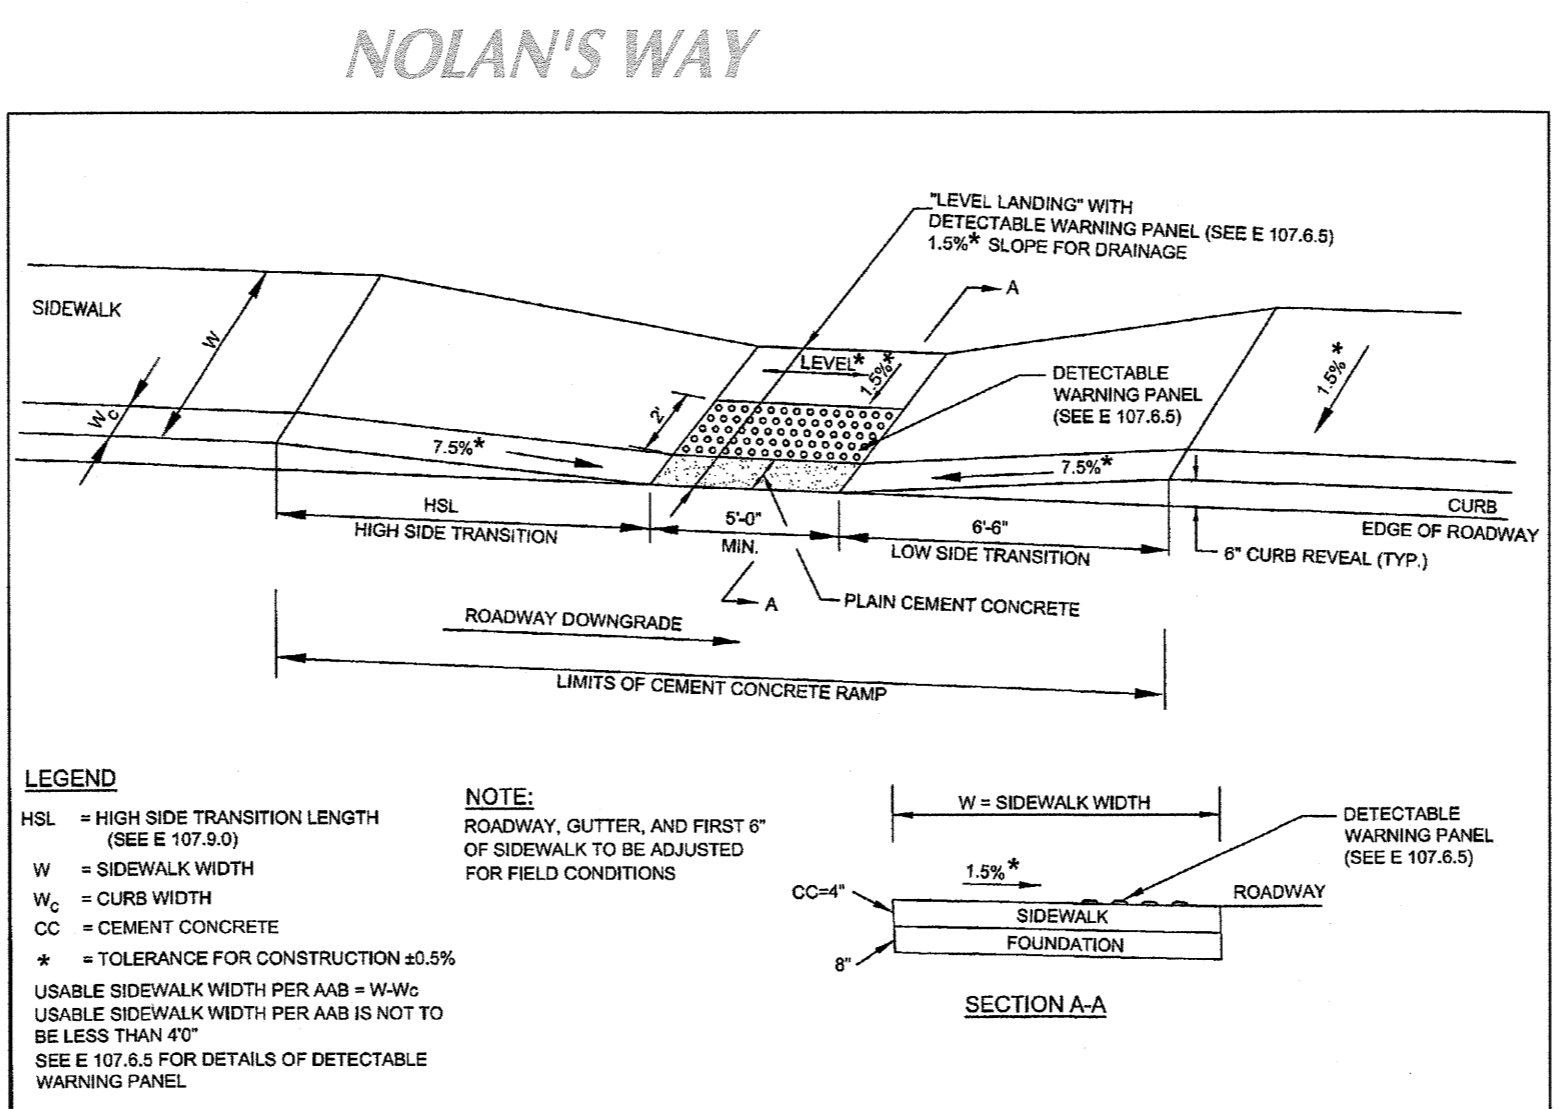 NOLAN'S WAY
"LEVEL LANDING" WITH
DETECTABLE WARNING PANEL (SEE E 107.6.5)
1.5%* SLOPE FOR DRAINAGE
A
SIDEWALK
W
Wc
LEVEL*
1.5%*
2'
DETECTABLE
WARNING PANEL
(SEE E 107.6.5)
1.5%*
7.5%*
7.5%*
HSL
HIGH SIDE TRANSITION
5'-0"
MIN.
6'-6"
LOW SIDE TRANSITION
CURB
EDGE OF ROADWAY
6" CURB REVEAL (TYP.)
A
PLAIN CEMENT CONCRETE
ROADWAY DOWNGRADE
LIMITS OF CEMENT CONCRETE RAMP
LEGEND
HSL = HIGH SIDE TRANSITION LENGTH
(SEE E 107.9.0)
W = SIDEWALK WIDTH
Wc = CURB WIDTH
CC = CEMENT CONCRETE
* = TOLERANCE FOR CONSTRUCTION ±0.5%
USABLE SIDEWALK WIDTH PER AAB = W-Wc
USABLE SIDEWALK WIDTH PER AAB IS NOT TO
BE LESS THAN 4'0"
SEE E 107.6.5 FOR DETAILS OF DETECTABLE
WARNING PANEL
NOTE:
ROADWAY, GUTTER, AND FIRST 6"
OF SIDEWALK TO BE ADJUSTED
FOR FIELD CONDITIONS
W = SIDEWALK WIDTH
DETECTABLE
WARNING PANEL
(SEE E 107.6.5)
1.5%*
CC=4"
ROADWAY
SIDEWALK
FOUNDATION
8"
SECTION A-A